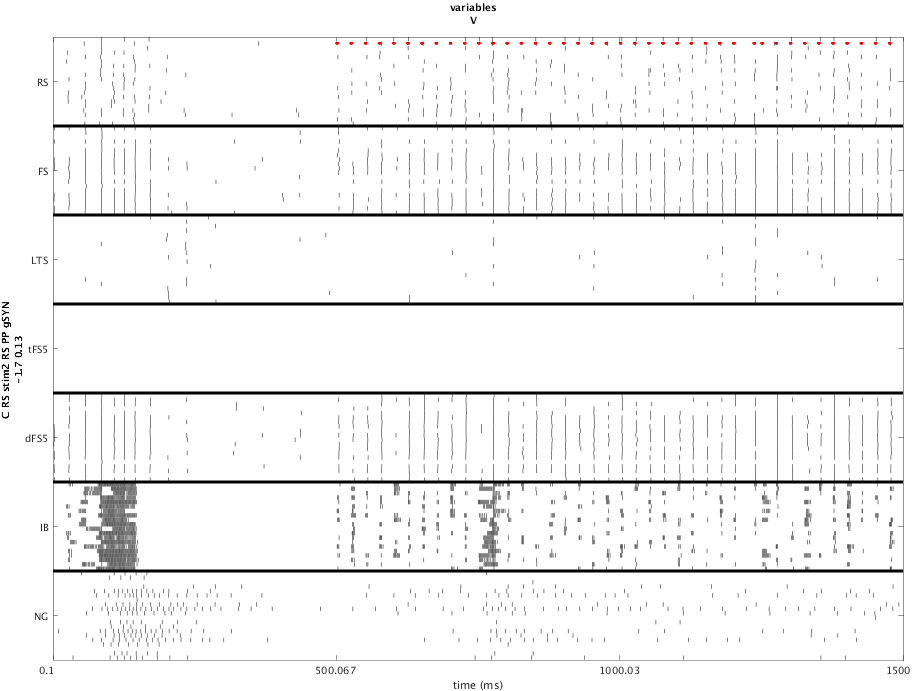 variables
V
RS
FS
LTS
tFS5
dFS5
IB
NG
C RS stim2 RS PP gSYN
-1.7 0.13
0.1
500.067
1000.03
1500
time (ms)